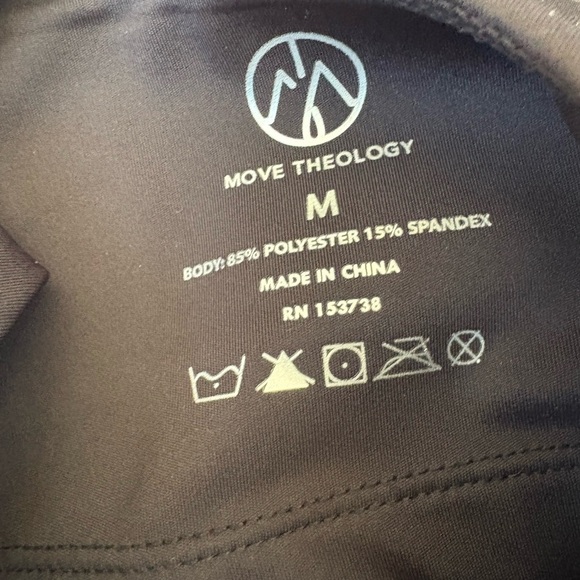 MOVE THEOLOGY
M
BODY: 85% POLYESTER 15% SPANDEX
MADE IN CHINA
RN 153738